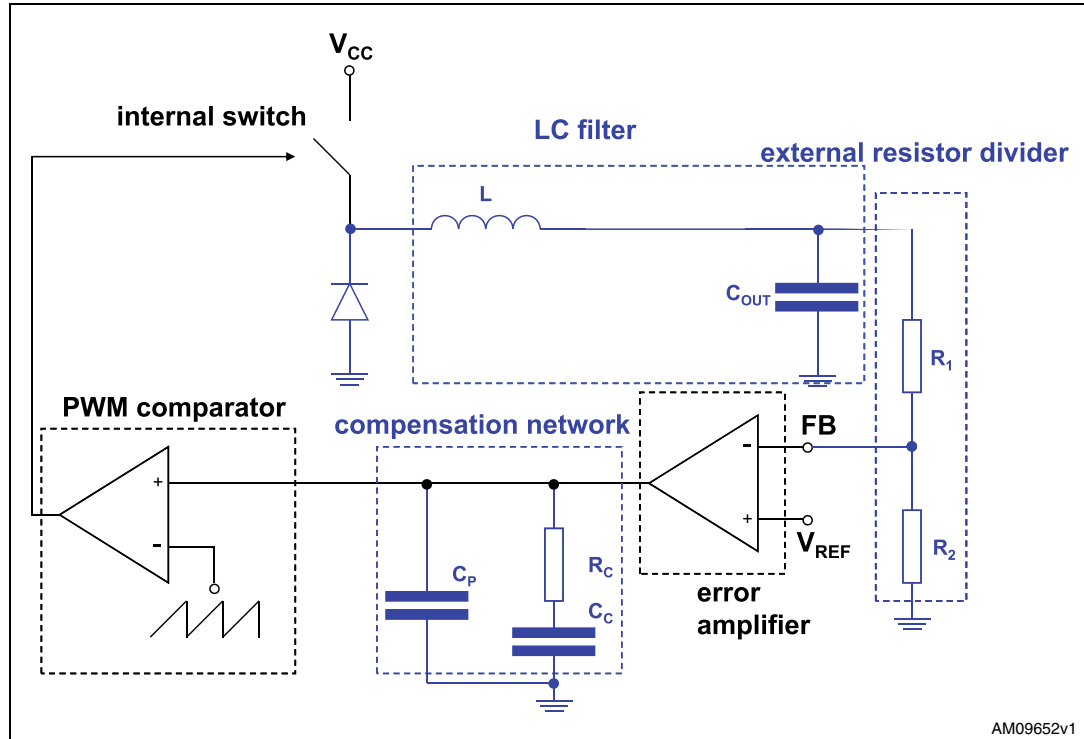 V_CC
internal switch
LC filter
external resistor divider
L
C_OUT
R_1
PWM comparator
compensation network
FB
-
+
+
-
V_REF
R_2
C_P
R_C
C_C
error
amplifier
AM09652v1